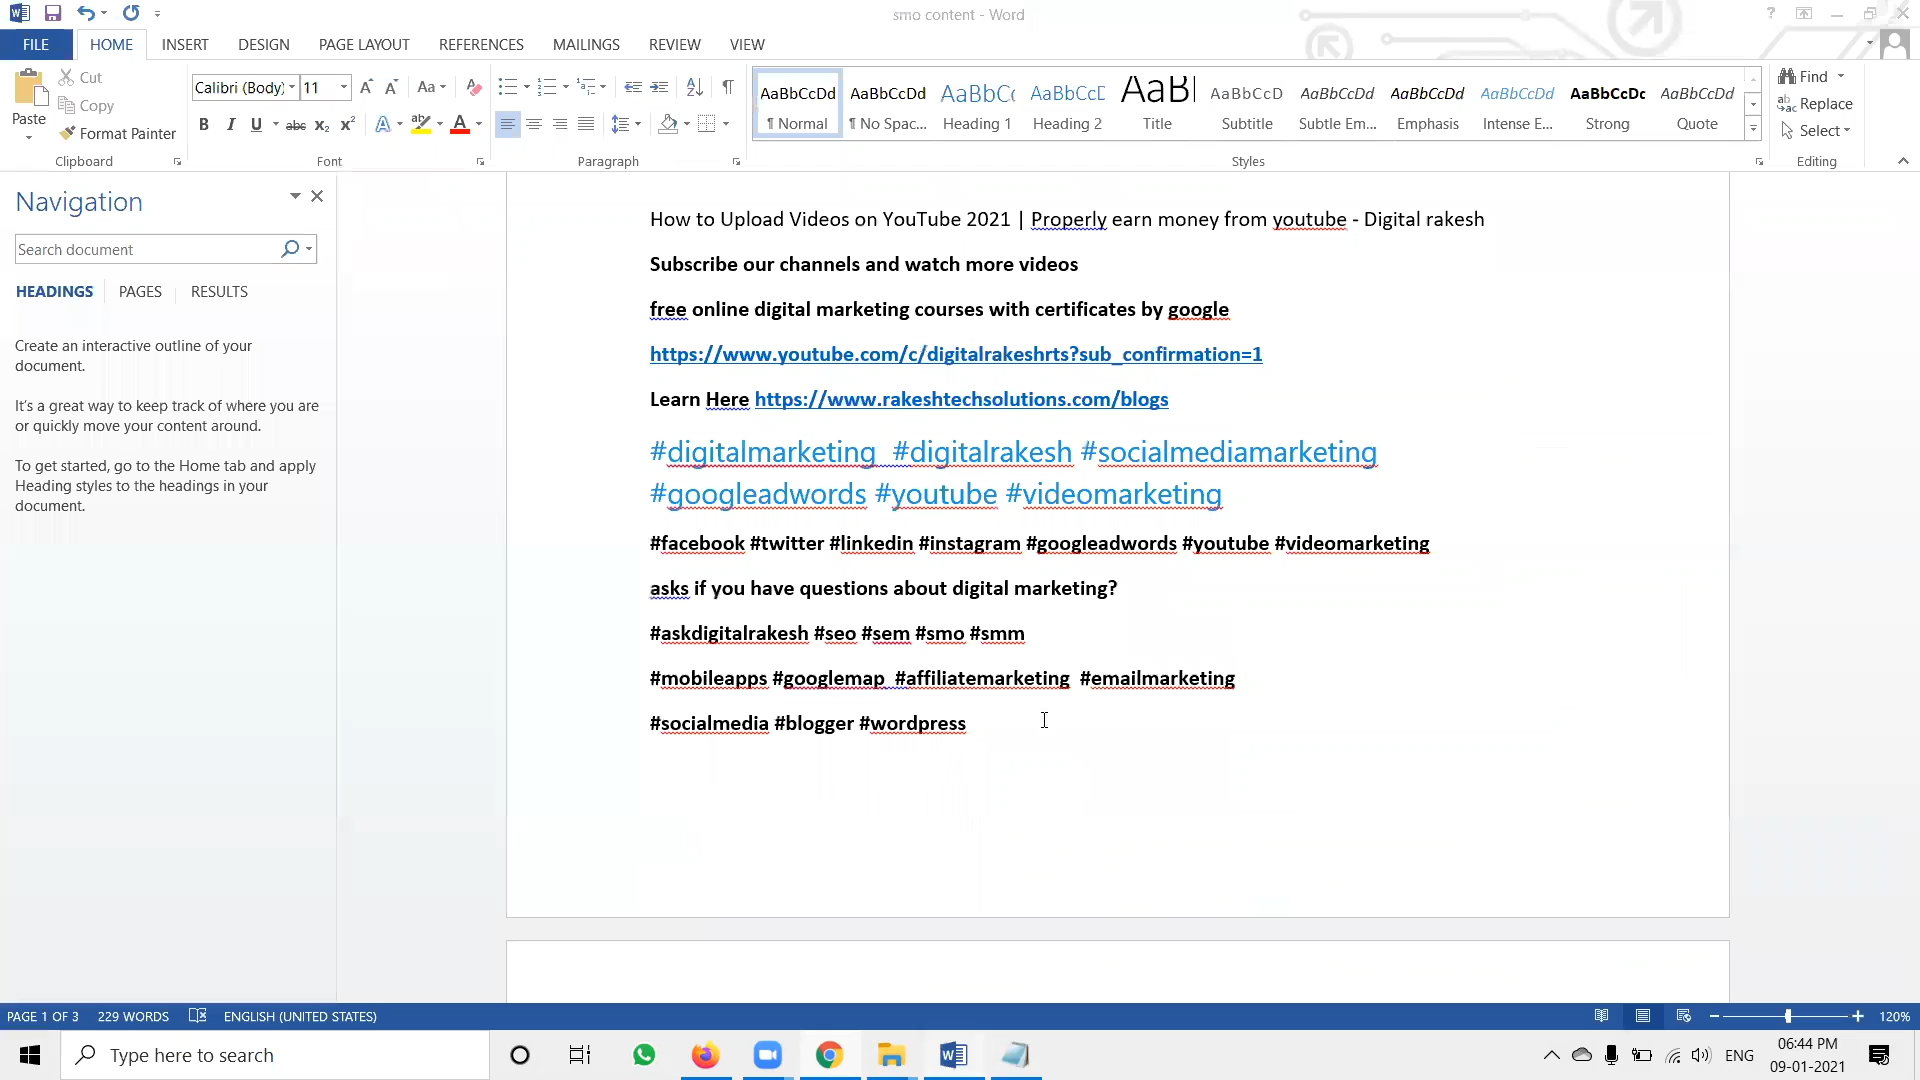 smo content - Word
FILE HOME INSERT DESIGN PAGE LAYOUT REFERENCES MAILINGS REVIEW VIEW
Paste
Cut
Copy
Format Painter
Calibri (Body) 11
AaBbCcDd AaBbCcDd AaBbC AaBbCcD AaB AaBbCcD AaBbCcDd AaBbCcDd AaBbCcDd AaBbCcDc AaBbCcDd
¶ Normal ¶ No Spac... Heading 1 Heading 2 Title Subtitle Subtle Em... Emphasis Intense E... Strong Quote
Find
Replace
Select
Clipboard Font Paragraph Styles Editing
Navigation
Search document
HEADINGS PAGES RESULTS
Create an interactive outline of your
document.
It's a great way to keep track of where you are
or quickly move your content around.
To get started, go to the Home tab and apply
Heading styles to the headings in your
document.
How to Upload Videos on YouTube 2021 | Properly earn money from youtube - Digital rakesh
Subscribe our channels and watch more videos
free online digital marketing courses with certificates by google
https://www.youtube.com/c/digitalrakeshrts?sub_confirmation=1
Learn Here https://www.rakeshtechsolutions.com/blogs
#digitalmarketing #digitalrakesh #socialmediamarketing
#googleadwords #youtube #videomarketing
#facebook #twitter #linkedin #instagram #googleadwords #youtube #videomarketing
asks if you have questions about digital marketing?
#askdigitalrakesh #seo #sem #smo #smm
#mobileapps #googlemap #affiliatemarketing #emailmarketing
#socialmedia #blogger #wordpress
PAGE 1 OF 3 229 WORDS ENGLISH (UNITED STATES) 120%
Type here to search
ENG
06:44 PM
09-01-2021